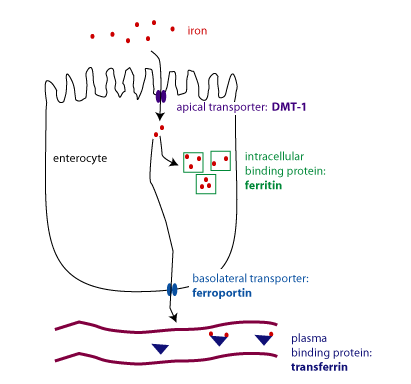 iron
apical transporter: DMT-1
enterocyte
intracellular
binding protein:
ferritin
basolateral transporter:
ferroportin
plasma
binding protein:
transferrin